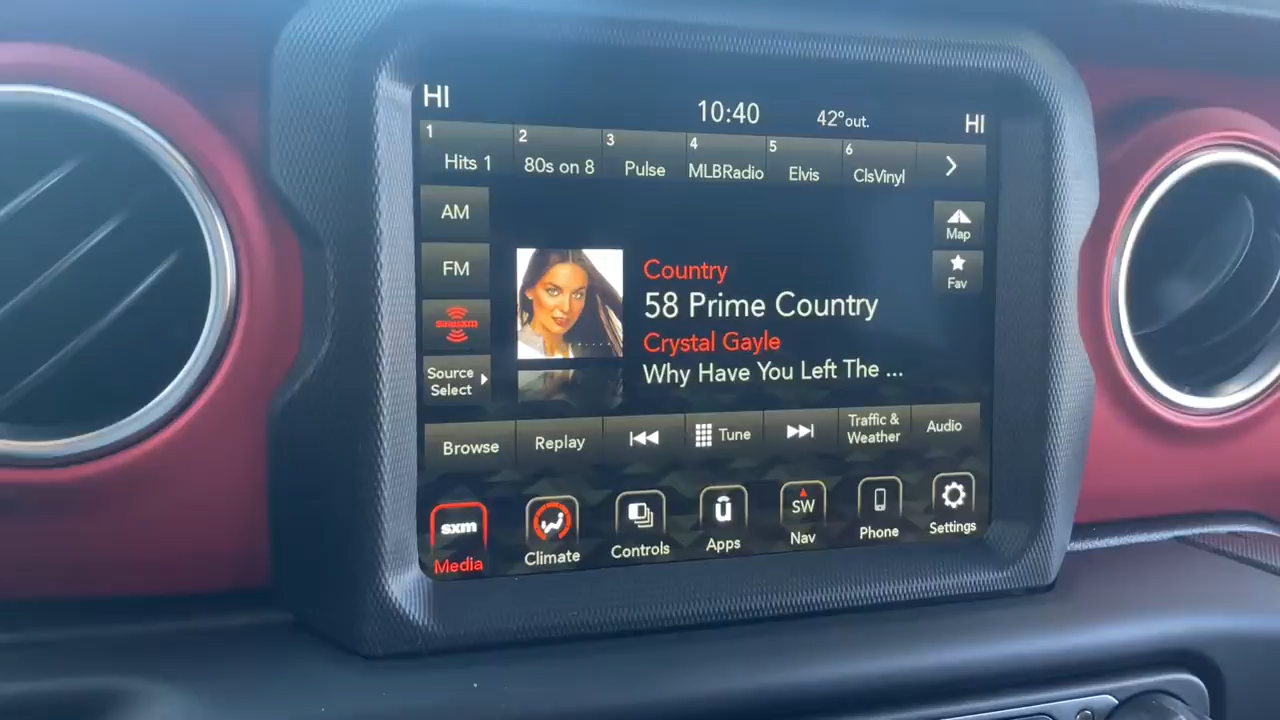 HI
10:40
42°out.
HI
1
Hits 1
2
80s on 8
3
Pulse
4
MLBRadio
5
Elvis
6
ClsVinyl
AM
FM
SiriusXM
Source
Select
Map
Fav
Country
58 Prime Country
Crystal Gayle
Why Have You Left The ...
Browse
Replay
Tune
Traffic &
Weather
Audio
sxm
Media
Climate
Controls
û
Apps
SW
Nav
Phone
Settings